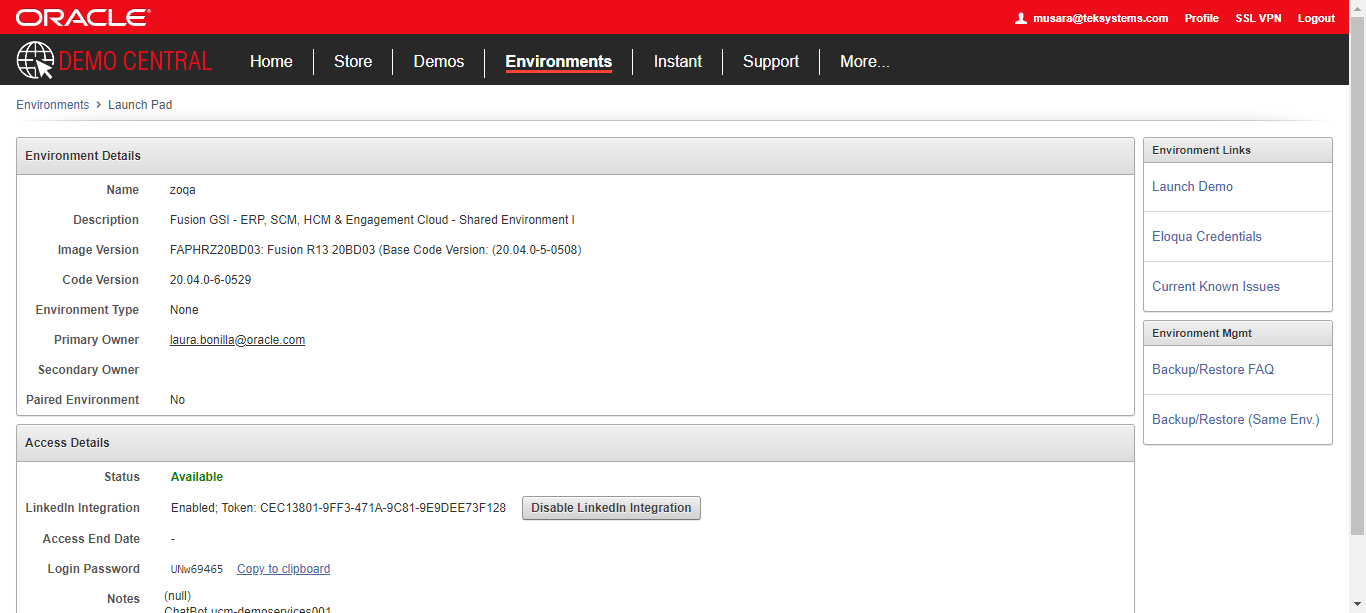 ORACLE
musara@teksystems.com Profile SSL VPN Logout
DEMO CENTRAL Home Store Demos Environments Instant Support More...
Environments > Launch Pad
Environment Details
Name zoqa
Description Fusion GSI - ERP, SCM, HCM & Engagement Cloud - Shared Environment I
Image Version FAPHRZ20BD03: Fusion R13 20BD03 (Base Code Version: (20.04.0-5-0508)
Code Version 20.04.0-6-0529
Environment Type None
Primary Owner laura.bonilla@oracle.com
Secondary Owner
Paired Environment No
Access Details
Status Available
LinkedIn Integration Enabled; Token: CEC13801-9FF3-471A-9C81-9E9DEE73F128 Disable LinkedIn Integration
Access End Date -
Login Password UNw69465 Copy to clipboard
Notes (null)
ChatBot ucm-demoservices001
Environment Links
Launch Demo
Eloqua Credentials
Current Known Issues
Environment Mgmt
Backup/Restore FAQ
Backup/Restore (Same Env.)